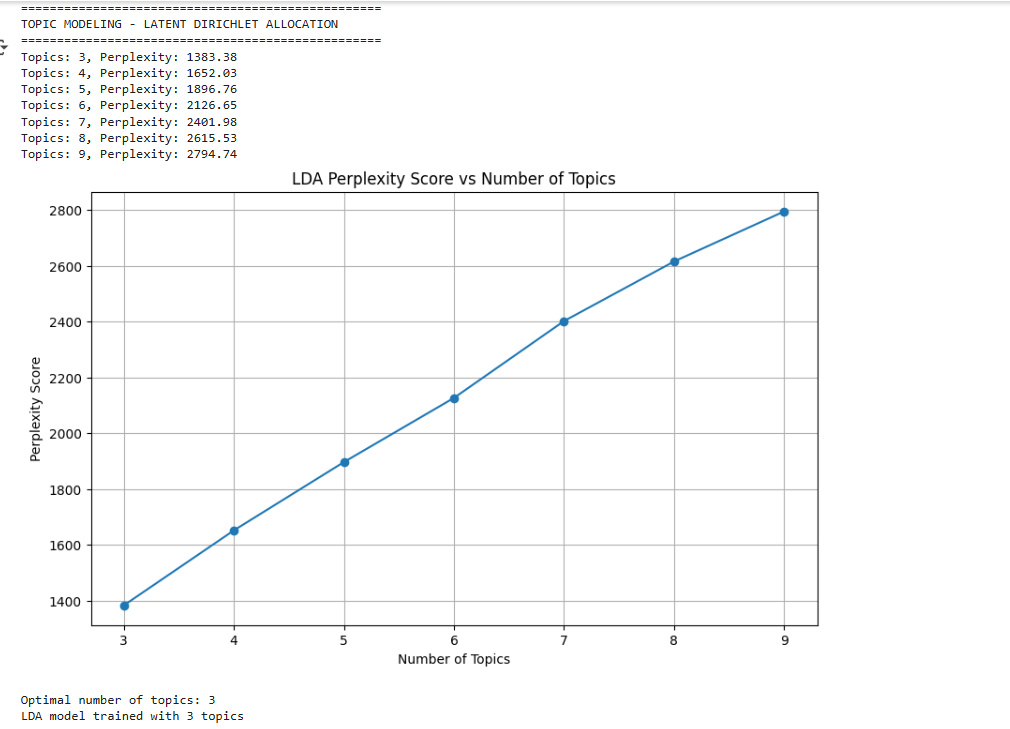 ==================================================
TOPIC MODELING - LATENT DIRICHLET ALLOCATION
==================================================
Topics: 3, Perplexity: 1383.38
Topics: 4, Perplexity: 1652.03
Topics: 5, Perplexity: 1896.76
Topics: 6, Perplexity: 2126.65
Topics: 7, Perplexity: 2401.98
Topics: 8, Perplexity: 2615.53
Topics: 9, Perplexity: 2794.74
LDA Perplexity Score vs Number of Topics
Perplexity Score
2800
2600
2400
2200
2000
1800
1600
1400
3 4 5 6 7 8 9
Number of Topics
Optimal number of topics: 3
LDA model trained with 3 topics